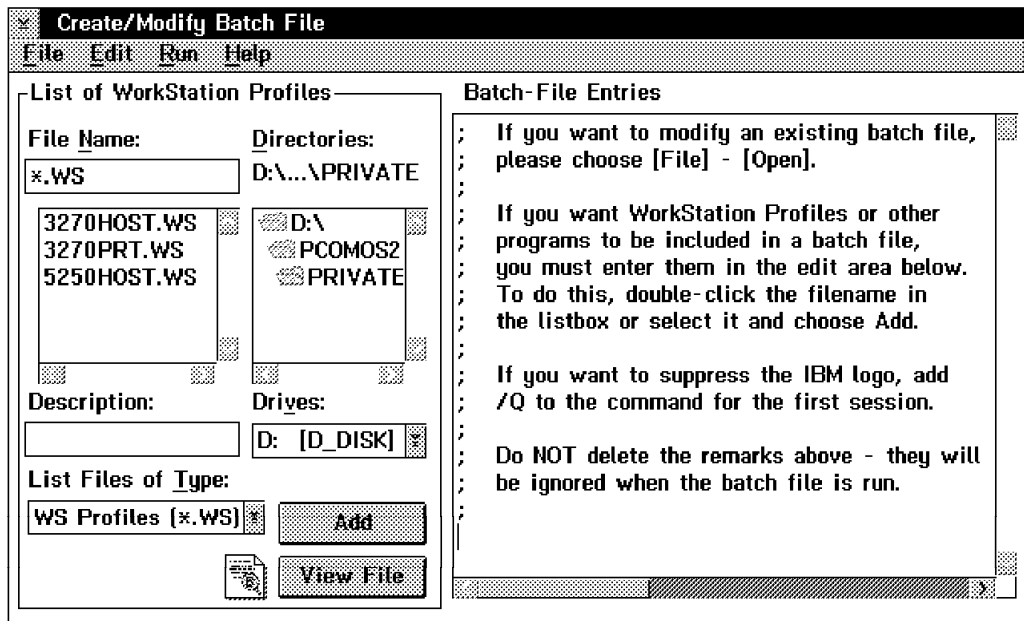 Create/Modify Batch File
File Edit Run Help
List of WorkStation Profiles
File Name:
*.WS
3270HOST.WS
3270PRT.WS
5250HOST.WS
Directories:
D:\...\PRIVATE
D:\
PCOMOS2
PRIVATE
Description:
Drives:
D: [D_DISK]
List Files of Type:
WS Profiles (*.WS)
Add
View File
Batch-File Entries
; If you want to modify an existing batch file,
; please choose [File] - [Open].
;
; If you want WorkStation Profiles or other
; programs to be included in a batch file,
; you must enter them in the edit area below.
; To do this, double-click the filename in
; the listbox or select it and choose Add.
;
; If you want to suppress the IBM logo, add
; /Q to the command for the first session.
;
; Do NOT delete the remarks above - they will
; be ignored when the batch file is run.
;